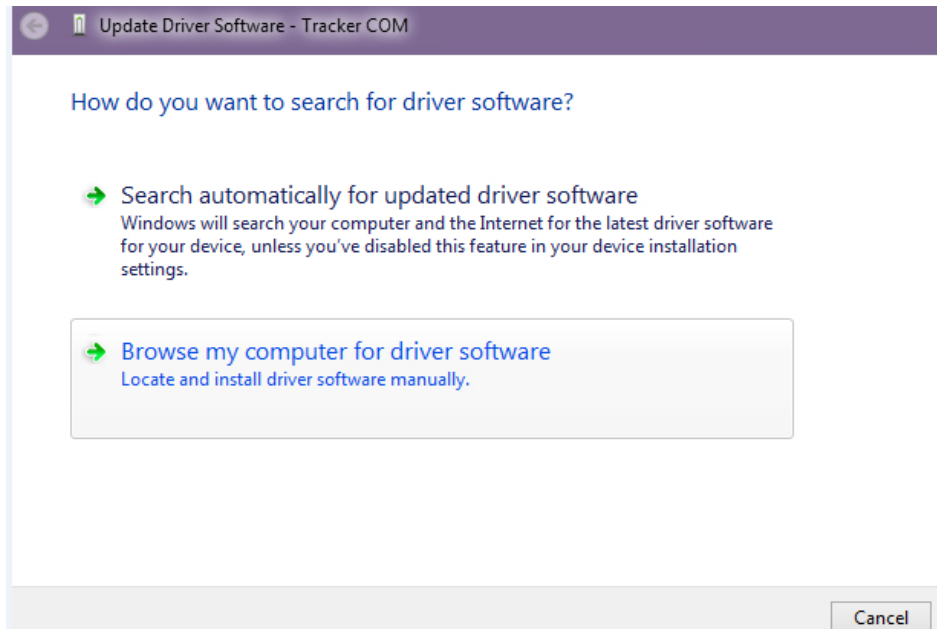 Update Driver Software - Tracker COM
How do you want to search for driver software?
Search automatically for updated driver software
Windows will search your computer and the Internet for the latest driver software
for your device, unless you've disabled this feature in your device installation
settings.
Browse my computer for driver software
Locate and install driver software manually.
Cancel